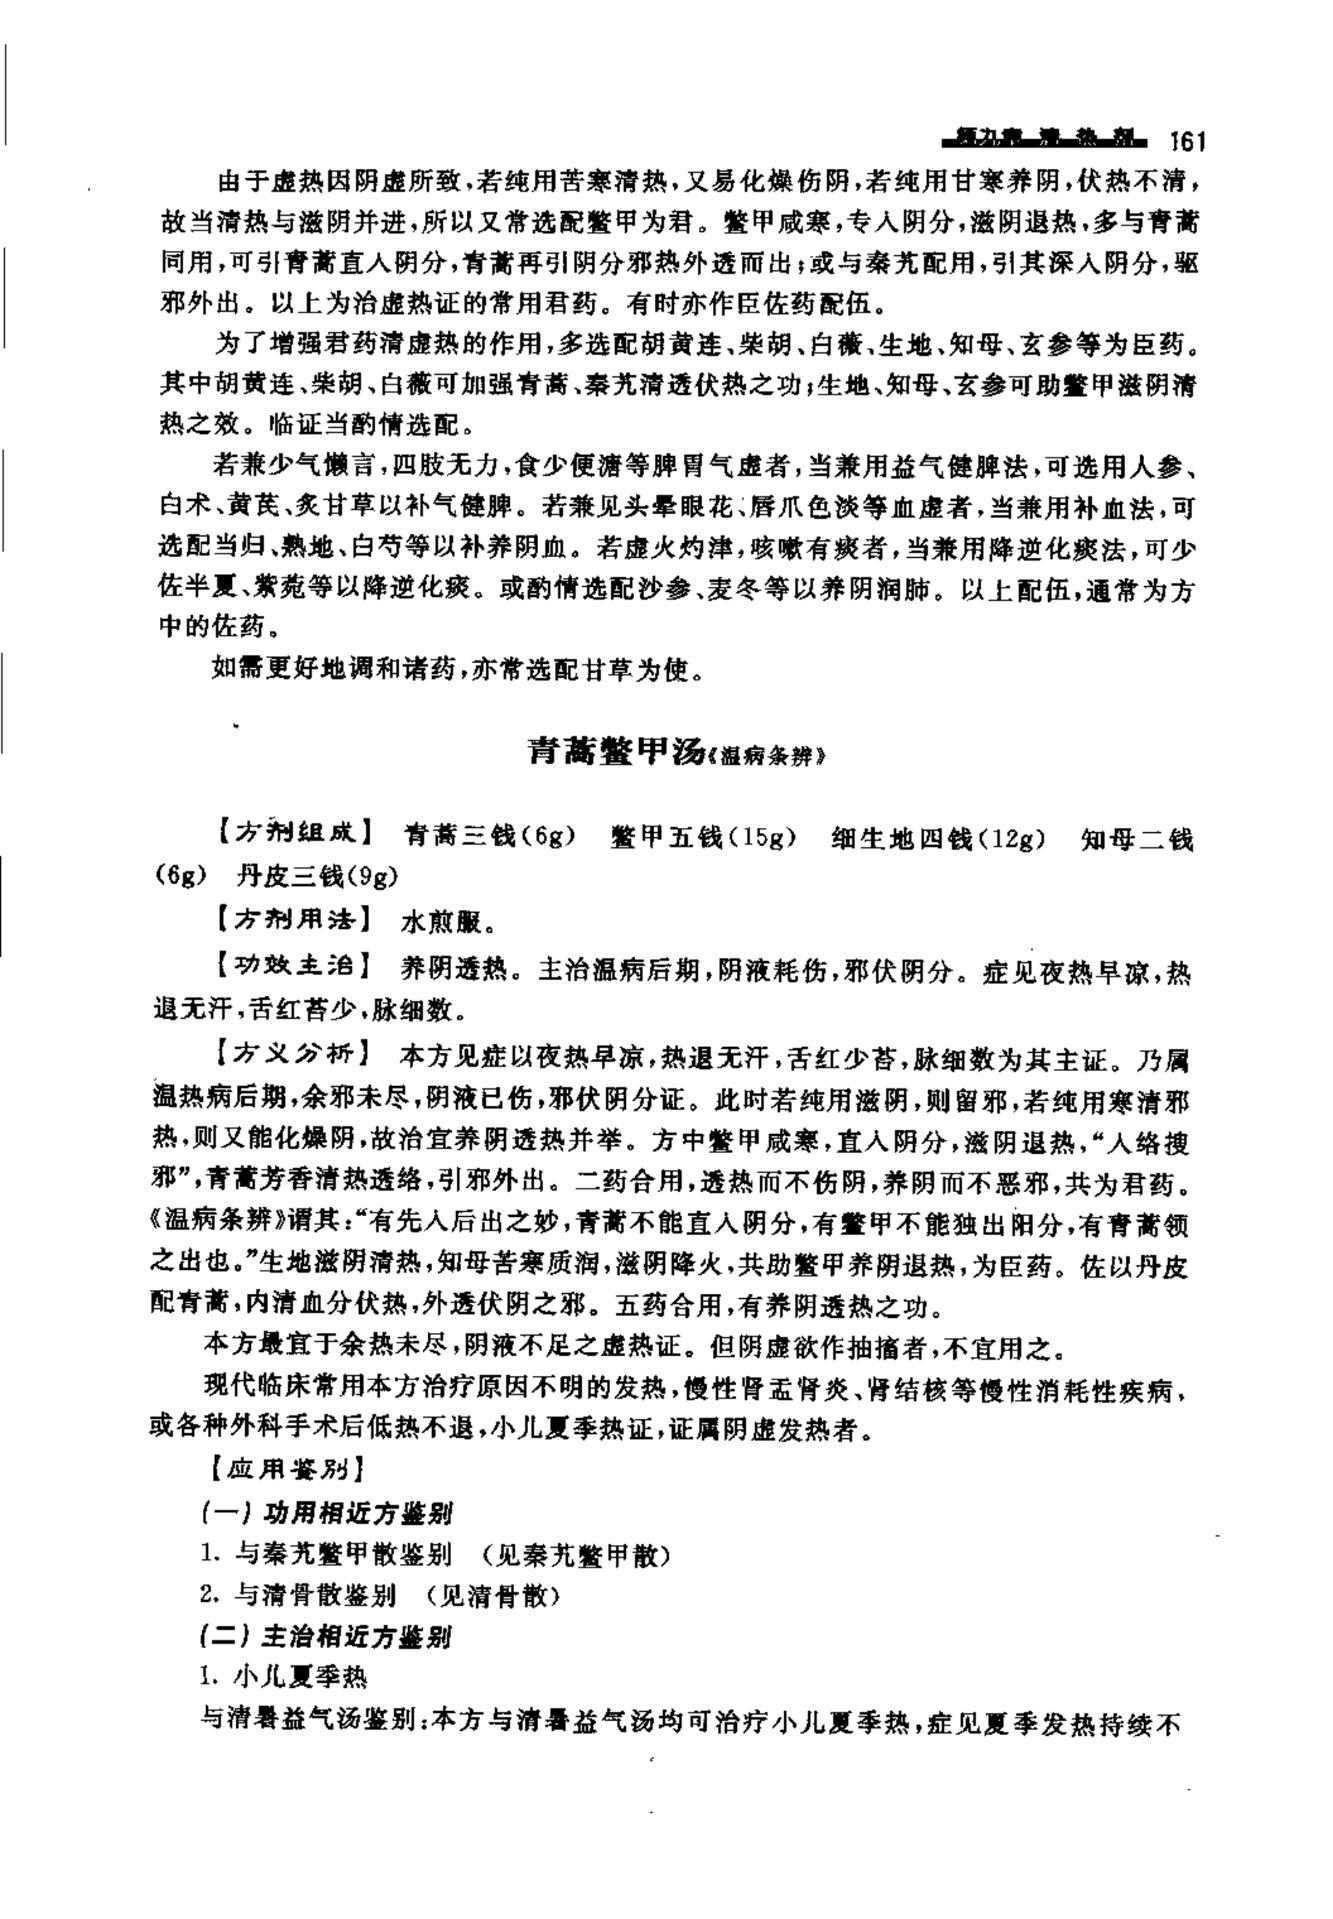 第九章 清热剂 161
由于虚热因阴虚所致,若纯用苦寒清热,又易化燥伤阴,若纯用甘寒养阴,伏热不清,
故当清热与滋阴并进,所以又常选配鳖甲为君。鳖甲咸寒,专入阴分,滋阴退热,多与青蒿
同用,可引青蒿直入阴分,青蒿再引阴分邪热外透而出;或与秦艽配用,引其深入阴分,驱
邪外出。以上为治虚热证的常用君药。有时亦作臣佐药配伍。
为了增强君药清虚热的作用,多选配胡黄连、柴胡、白薇、生地、知母、玄参等为臣药。
其中胡黄连、柴胡、白薇可加强青蒿、秦艽清透伏热之功;生地、知母、玄参可助鳖甲滋阴清
热之效。临证当酌情选配。
若兼少气懒言,四肢无力,食少便溏等脾胃气虚者,当兼用益气健脾法,可选用人参、
白术、黄芪、炙甘草以补气健脾。若兼见头晕眼花、唇爪色淡等血虚者,当兼用补血法,可
选配当归、熟地、白芍等以补养阴血。若虚火灼津,咳嗽有痰者,当兼用降逆化痰法,可少
佐半夏、紫菀等以降逆化痰。或酌情选配沙参、麦冬等以养阴润肺。以上配伍,通常为方
中的佐药。
如需更好地调和诸药,亦常选配甘草为使。
青蒿鳖甲汤《温病条辨》
【方剂组成】 青蒿三钱(6g) 鳖甲五钱(15g) 细生地四钱(12g) 知母二钱
(6g) 丹皮三钱(9g)
【方剂用法】 水煎服。
【功效主治】 养阴透热。主治温病后期,阴液耗伤,邪伏阴分。症见夜热早凉,热
退无汗,舌红苔少,脉细数。
【方义分析】 本方见症以夜热早凉,热退无汗,舌红少苔,脉细数为其主证。乃属
温热病后期,余邪未尽,阴液已伤,邪伏阴分证。此时若纯用滋阴,则留邪,若纯用寒清邪
热,则又能化燥阴,故治宜养阴透热并举。方中鳖甲咸寒,直入阴分,滋阴退热,“入络搜
邪”,青蒿芳香清热透络,引邪外出。二药合用,透热而不伤阴,养阴而不恶邪,共为君药。
《温病条辨》谓其:“有先入后出之妙,青蒿不能直入阴分,有鳖甲不能独出阳分,有青蒿领
之出也。”生地滋阴清热,知母苦寒质润,滋阴降火,共助鳖甲养阴退热,为臣药。佐以丹皮
配青蒿,内清血分伏热,外透伏阴之邪。五药合用,有养阴透热之功。
本方最宜于余热未尽,阴液不足之虚热证。但阴虚欲作抽搐者,不宜用之。
现代临床常用本方治疗原因不明的发热,慢性肾盂肾炎、肾结核等慢性消耗性疾病,
或各种外科手术后低热不退,小儿夏季热证,证属阴虚发热者。
【应用鉴别】
(一) 功用相近方鉴别
1. 与秦艽鳖甲散鉴别 (见秦艽鳖甲散)
2. 与清骨散鉴别 (见清骨散)
(二) 主治相近方鉴别
1. 小儿夏季热
与清暑益气汤鉴别:本方与清暑益气汤均可治疗小儿夏季热,症见夏季发热持续不